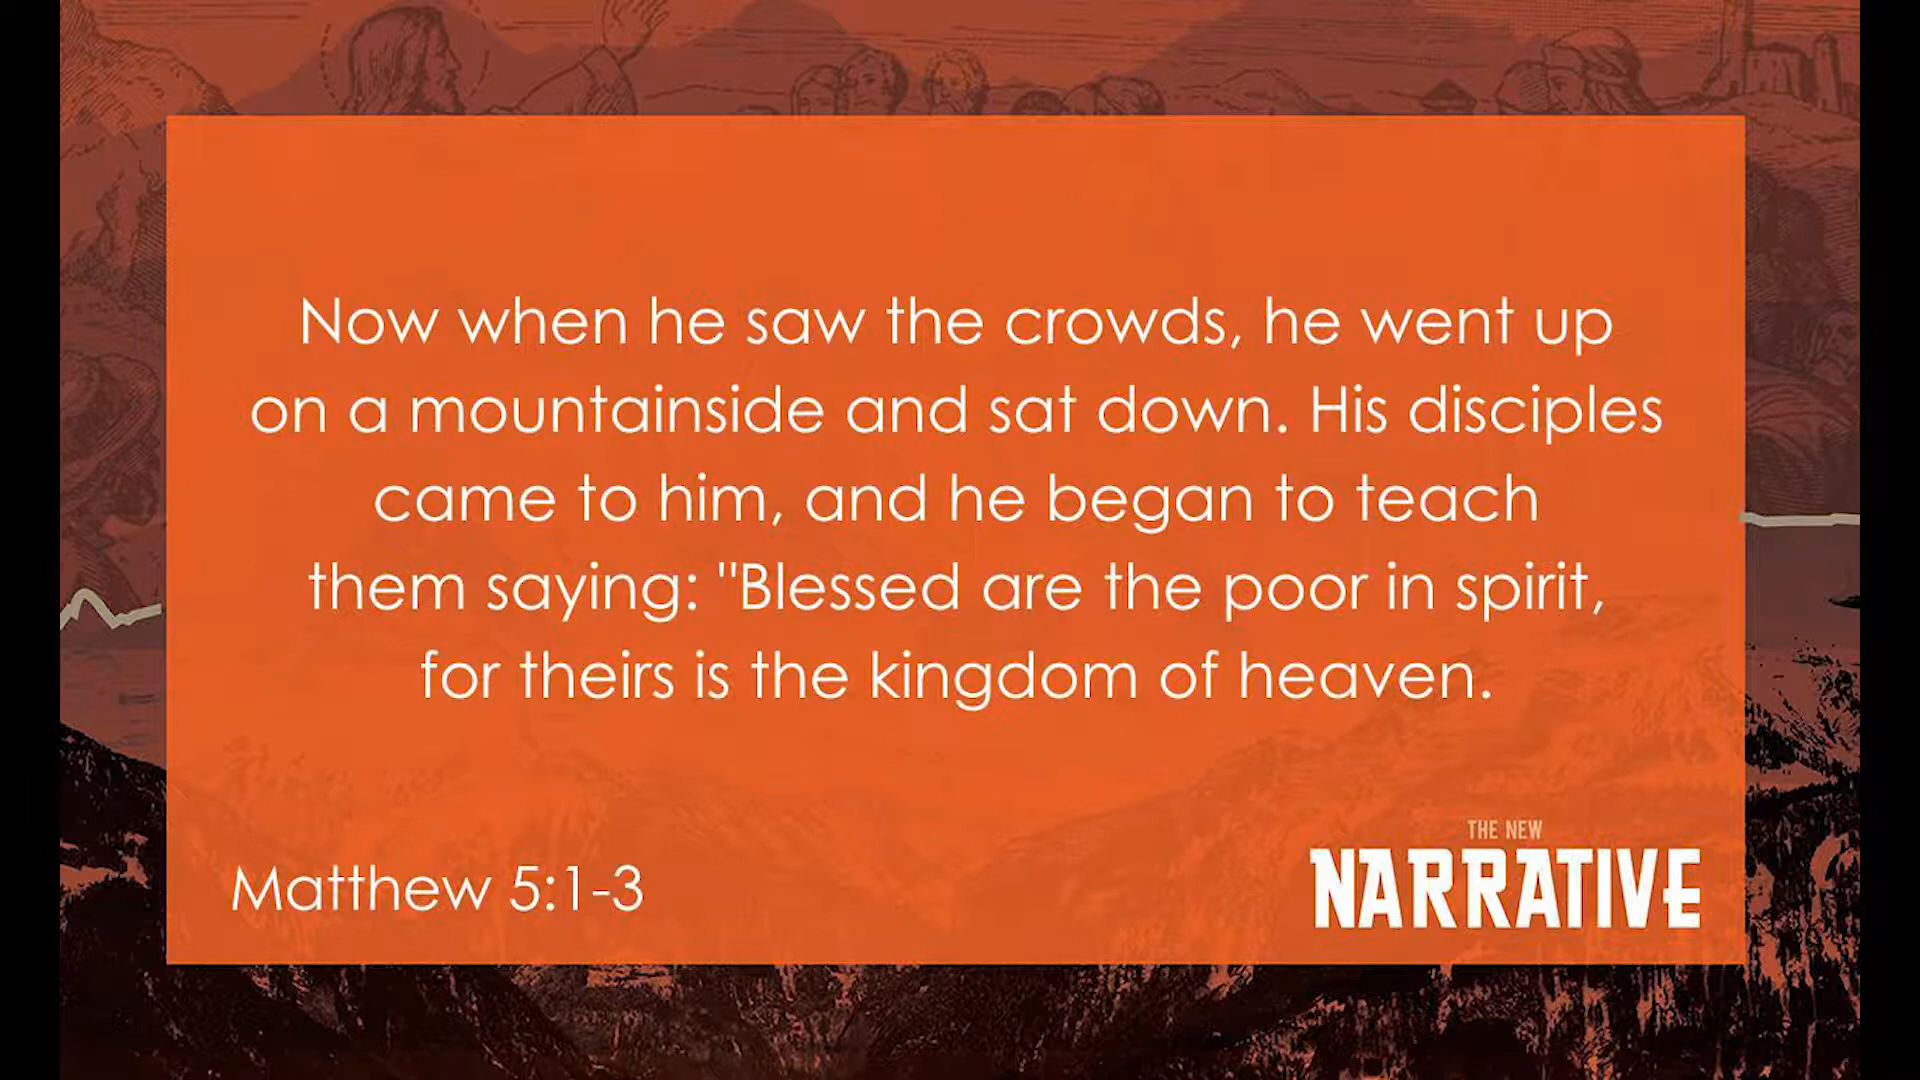 Now when he saw the crowds, he went up
on a mountainside and sat down. His disciples
came to him, and he began to teach
them saying: "Blessed are the poor in spirit,
for theirs is the kingdom of heaven.
Matthew 5:1-3
THE NEW
NARRATIVE